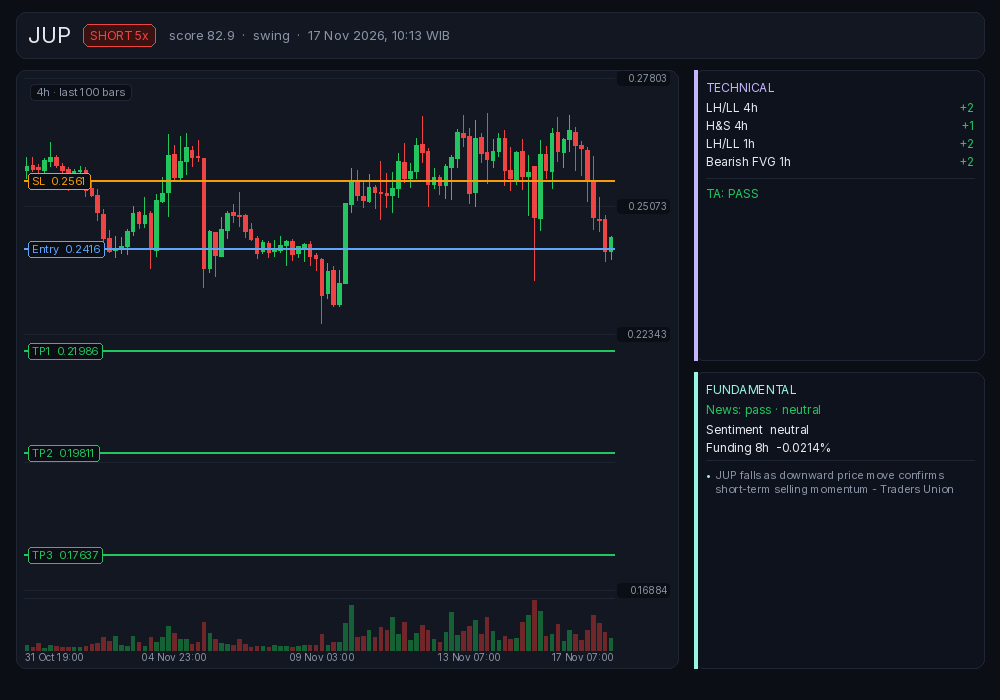 JUP SHORT 5x score 82.9 · swing · 17 Nov 2026, 10:13 WIB
4h · last 100 bars
0.27803
SL 0.2561
0.25073
Entry 0.2416
0.22343
TP1 0.21986
TP2 0.19811
TP3 0.17637
0.16884
31 Oct 19:00 04 Nov 23:00 09 Nov 03:00 13 Nov 07:00 17 Nov 07:00
TECHNICAL
LH/LL 4h +2
H&S 4h +1
LH/LL 1h +2
Bearish FVG 1h +2
TA: PASS
FUNDAMENTAL
News: pass · neutral
Sentiment neutral
Funding 8h -0.0214%
• JUP falls as downward price move confirms
short-term selling momentum - Traders Union